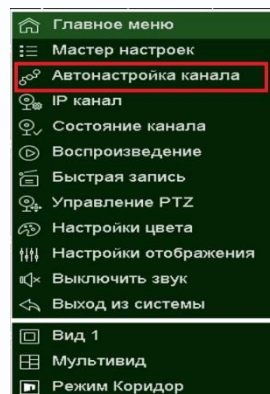 Главное меню
Мастер настроек
Автонастройка канала
IP канал
Состояние канала
Воспроизведение
Быстрая запись
Управление PTZ
Настройки цвета
Настройки отображения
Выключить звук
Выход из системы
Вид 1
Мультивид
Режим Коридор